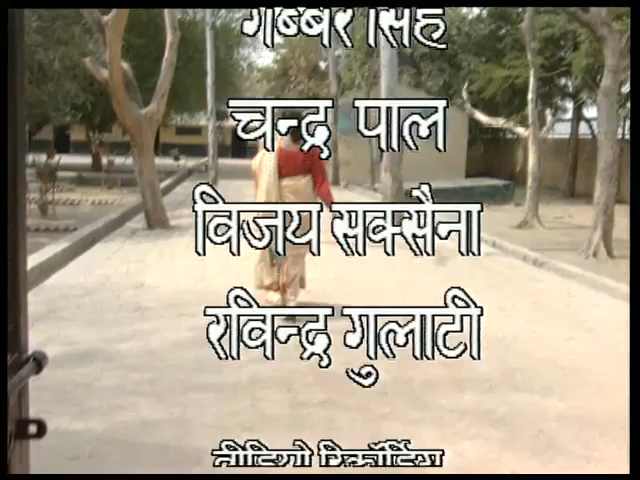 गब्बर सिंह
चन्द्र पाल
विजय सक्सैना
रविन्द्र गुलाटी
वीडियो रिकॉर्डिंग